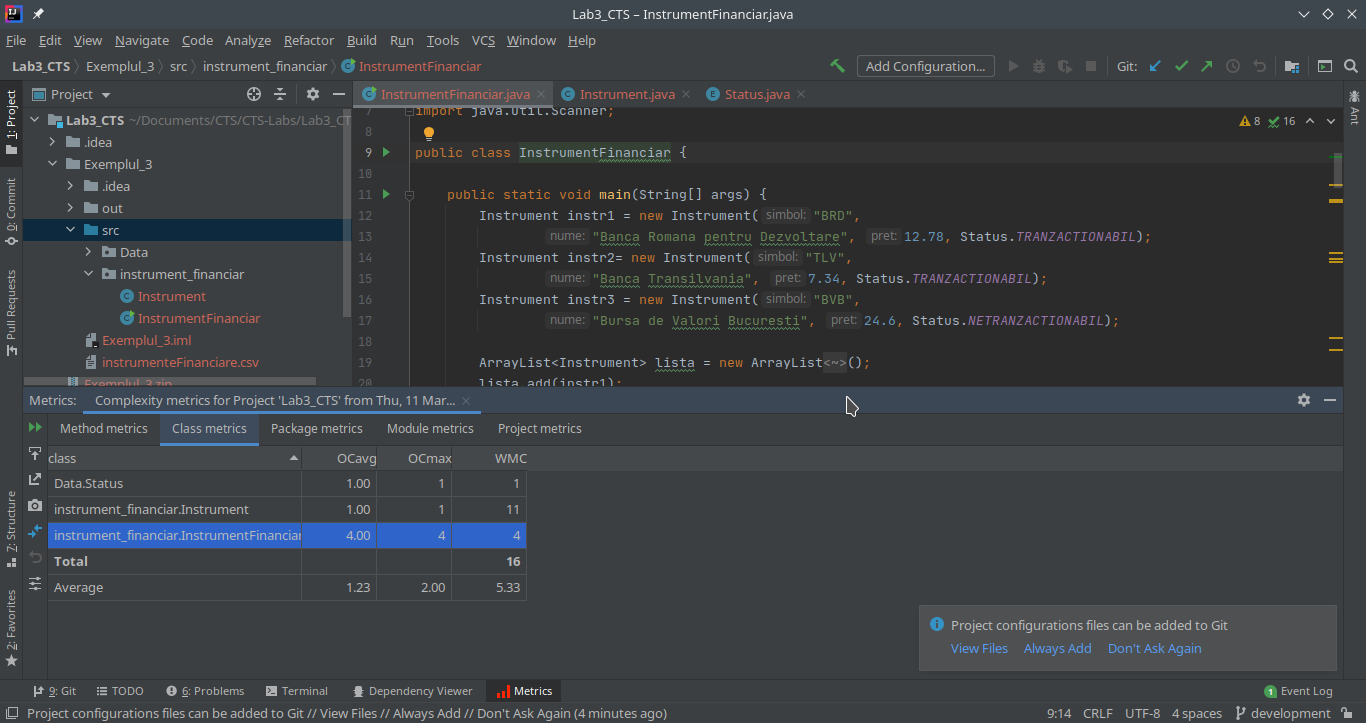 Lab3_CTS – InstrumentFinanciar.java
File Edit View Navigate Code Analyze Refactor Build Run Tools VCS Window Help
Lab3_CTS Exemplul_3 src instrument_financiar InstrumentFinanciar Add Configuration... Git:
1: Project
0: Commit
Pull Requests
7: Structure
2: Favorites
Project
Lab3_CTS ~/Documents/CTS/CTS-Labs/Lab3_CT
.idea
Exemplul_3
.idea
out
src
Data
instrument_financiar
Instrument
InstrumentFinanciar
Exemplul_3.iml
instrumenteFinanciare.csv
Exemplul_3.zip
InstrumentFinanciar.java Instrument.java Status.java
Ant
8 16
7 import java.util.Scanner;
8
9 public class InstrumentFinanciar {
10
11 public static void main(String[] args) {
12 Instrument instr1 = new Instrument( simbol: "BRD",
13 nume: "Banca Romana pentru Dezvoltare", pret: 12.78, Status.TRANZACTIONABIL);
14 Instrument instr2= new Instrument( simbol: "TLV",
15 nume: "Banca Transilvania", pret: 7.34, Status.TRANZACTIONABIL);
16 Instrument instr3 = new Instrument( simbol: "BVB",
17 nume: "Bursa de Valori Bucuresti", pret: 24.6, Status.NETRANZACTIONABIL);
18
19 ArrayList<Instrument> lista = new ArrayList<~>();
20 lista.add(instr1);
Metrics: Complexity metrics for Project 'Lab3_CTS' from Thu, 11 Mar...
Method metrics Class metrics Package metrics Module metrics Project metrics
class OCavg OCmax WMC
Data.Status 1.00 1 1
instrument_financiar.Instrument 1.00 1 11
instrument_financiar.InstrumentFinanciar 4.00 4 4
Total 16
Average 1.23 2.00 5.33
Project configurations files can be added to Git
View Files Always Add Don't Ask Again
9: Git TODO 6: Problems Terminal Dependency Viewer Metrics 1 Event Log
Project configurations files can be added to Git // View Files // Always Add // Don't Ask Again (4 minutes ago) 9:14 CRLF UTF-8 4 spaces development